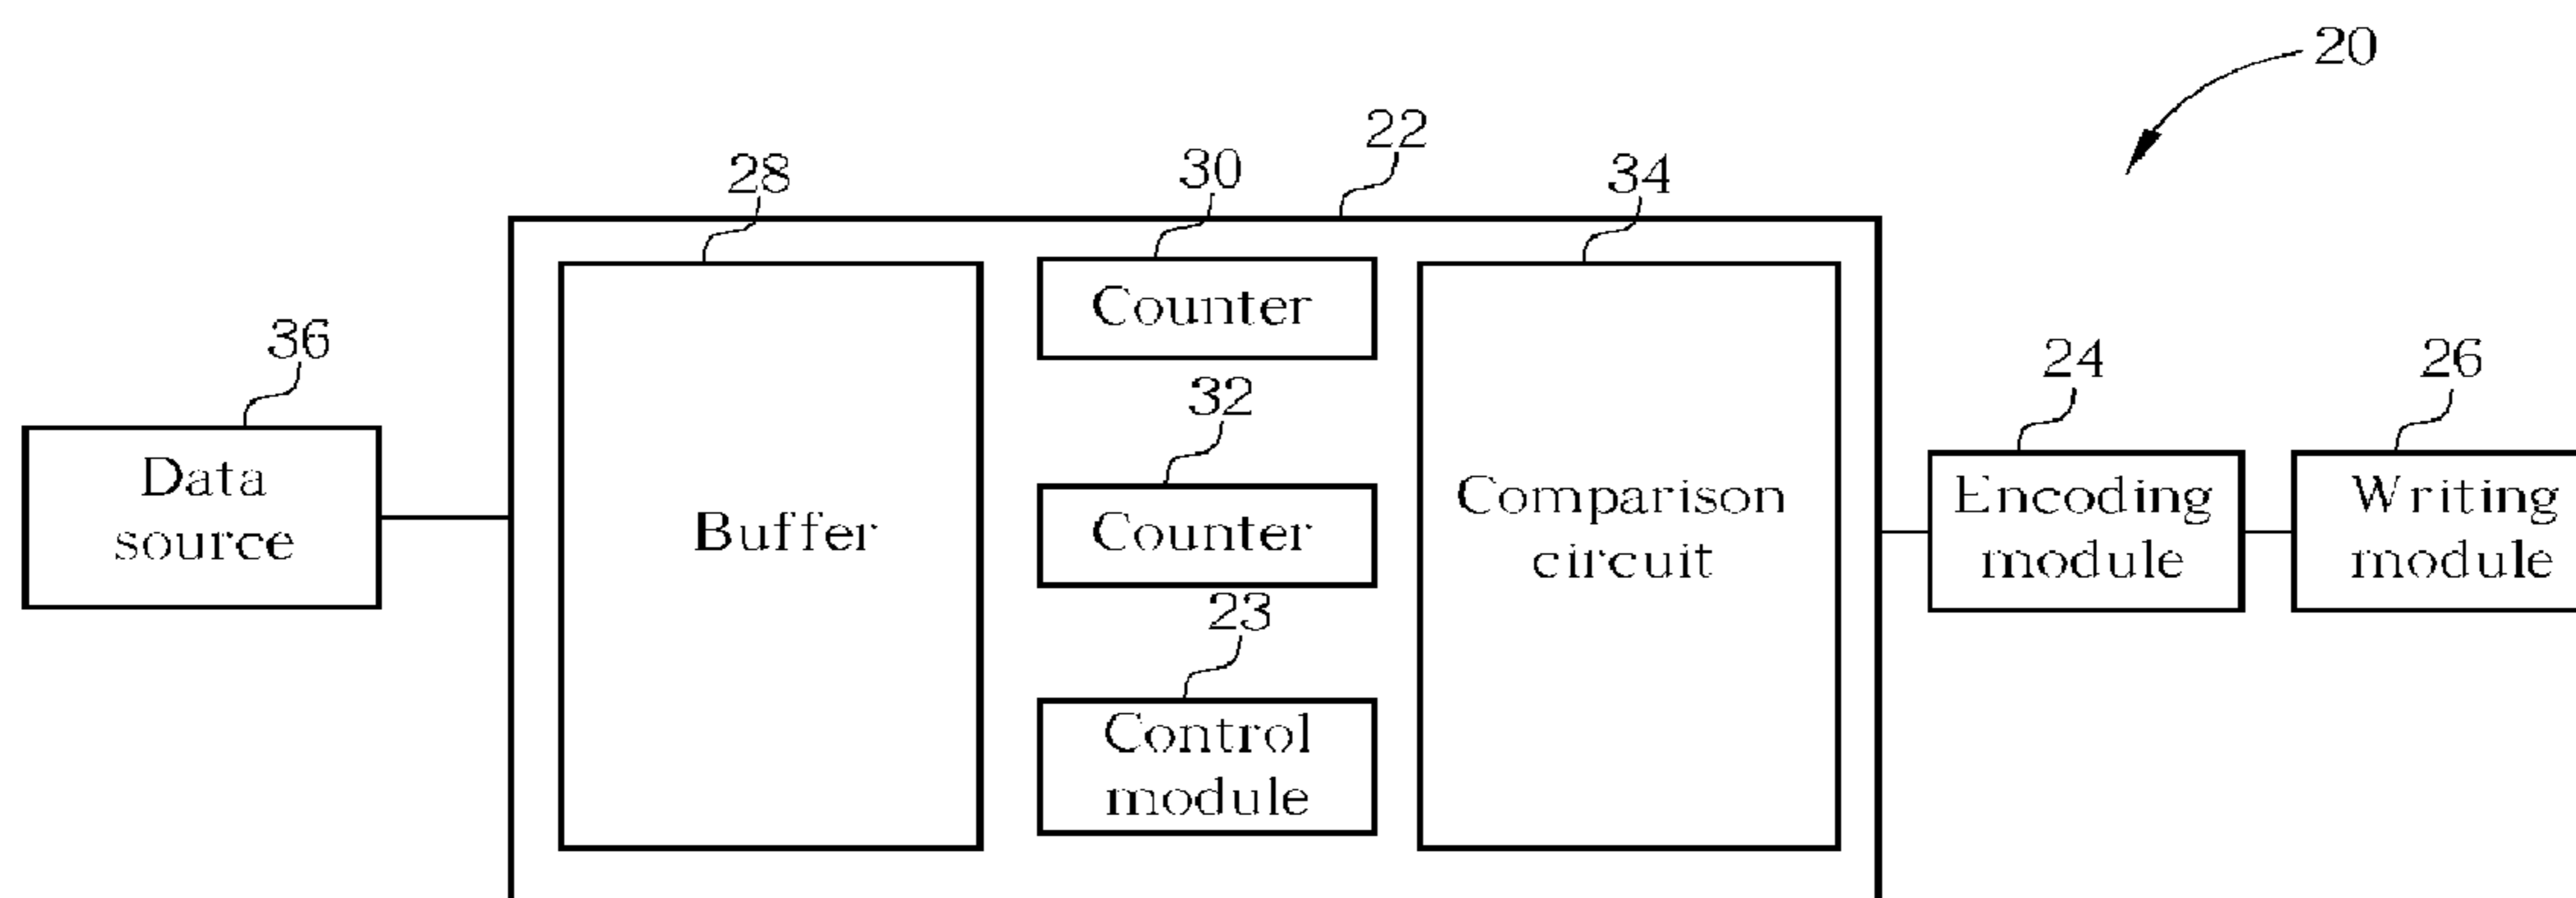 20
22
28
30
34
Counter
36
24
26
32
Data
source
Buffer
Counter
Comparison
circuit
Encoding
module
Writing
module
23
Control
module